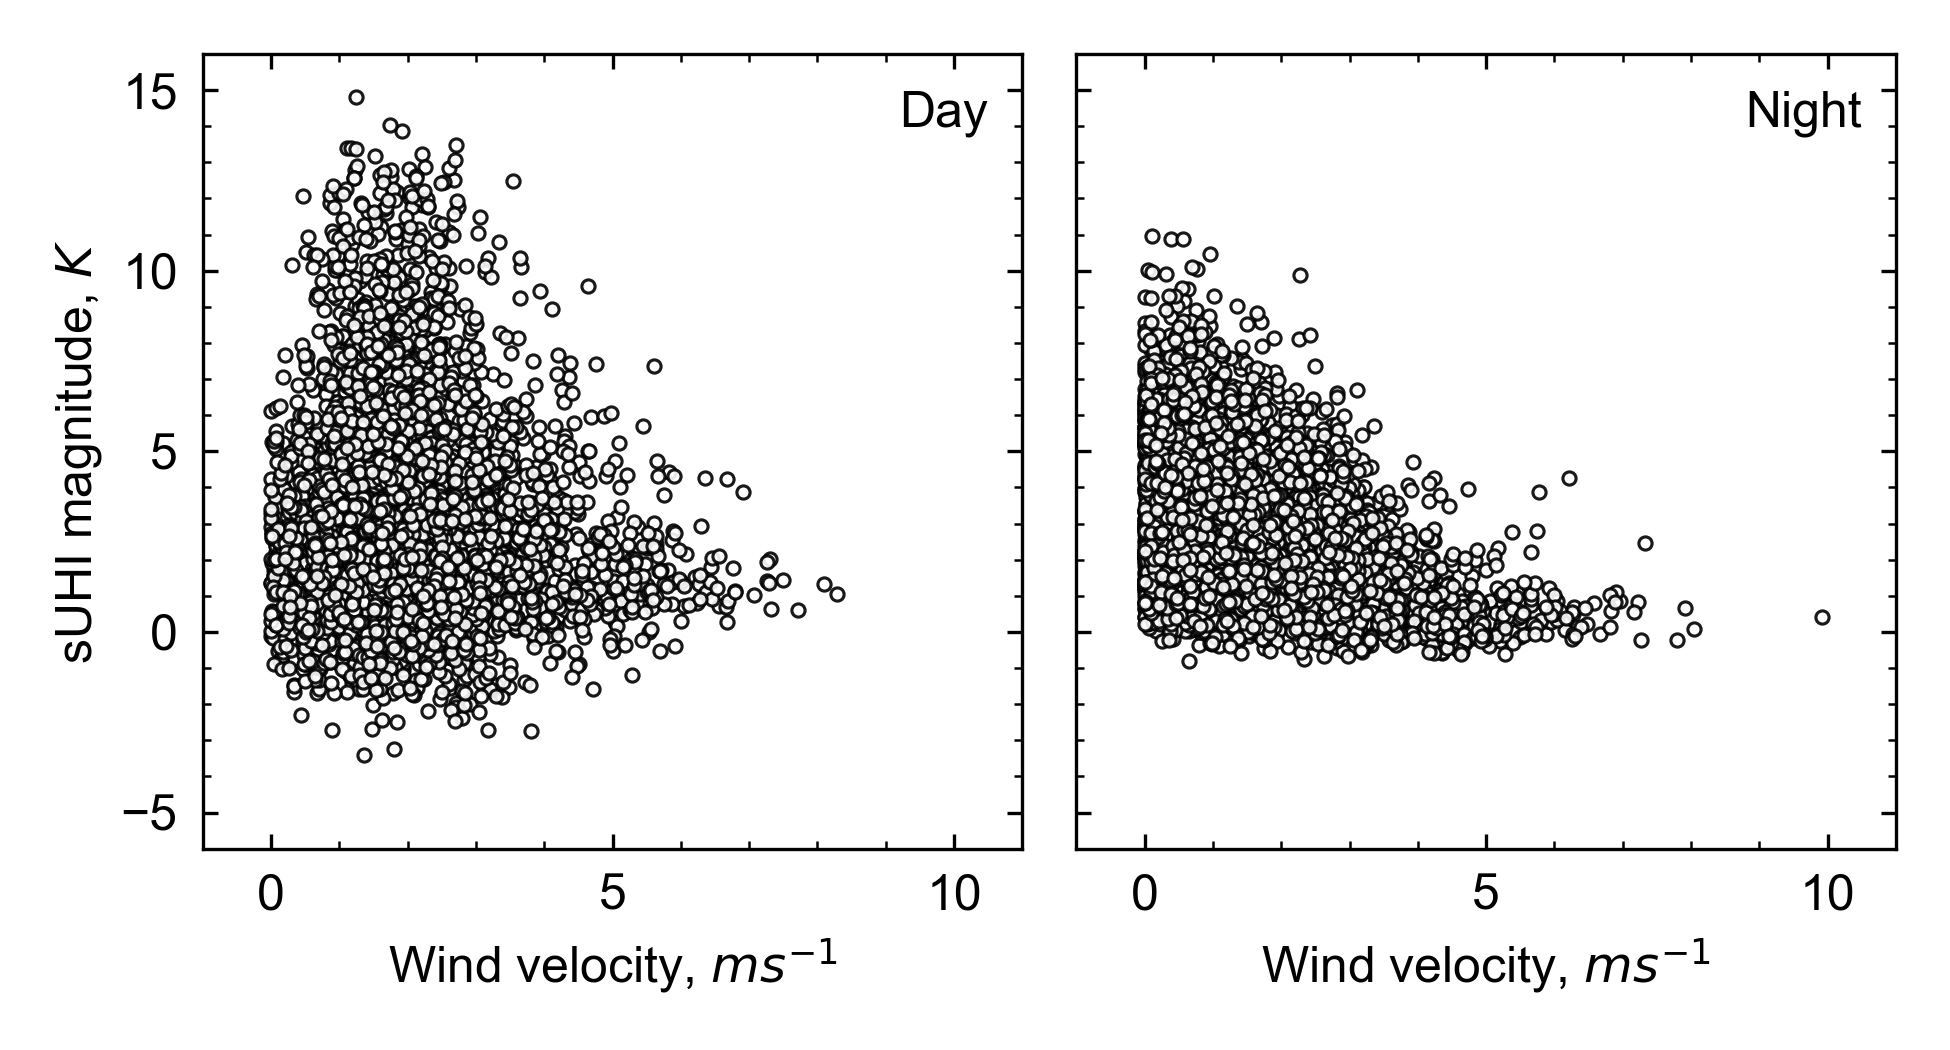 sUHI magnitude, K
15
10
5
0
−5
Day
0 5 10
Wind velocity, ms⁻¹
Night
0 5 10
Wind velocity, ms⁻¹